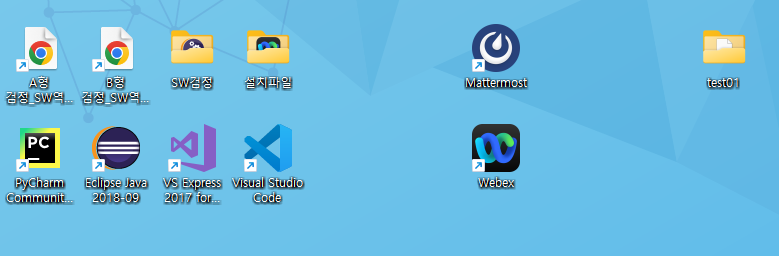 A형
검정_SW역...
B형
검정_SW역...
SW검정
설치파일
Mattermost
test01
PC
PyCharm
Communit...
Eclipse Java
2018-09
VS Express
2017 for...
Visual Studio
Code
Webex